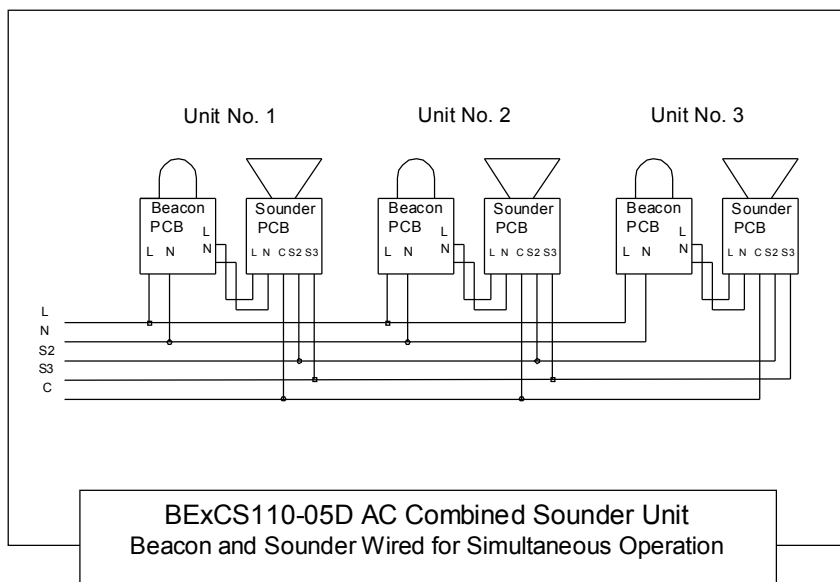 Unit No. 1
Unit No. 2
Unit No. 3
Beacon
PCB
L
N
L N
Sounder
PCB
L N C S2 S3
Beacon
PCB
L
N
L N
Sounder
PCB
L N C S2 S3
Beacon
PCB
L
N
L N
Sounder
PCB
L N C S2 S3
L
N
S2
S3
C
BExCS110-05D AC Combined Sounder Unit
Beacon and Sounder Wired for Simultaneous Operation